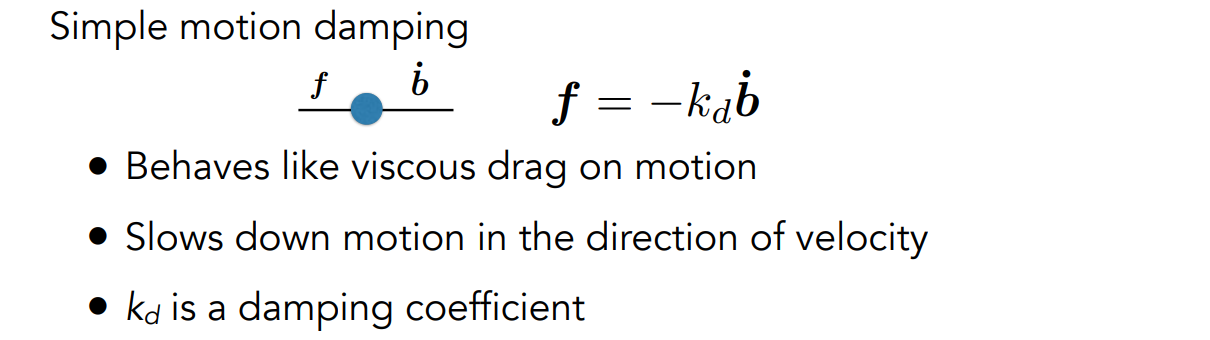 Simple motion damping
f ḃ
f = −k_d ḃ
• Behaves like viscous drag on motion
• Slows down motion in the direction of velocity
• k_d is a damping coefficient